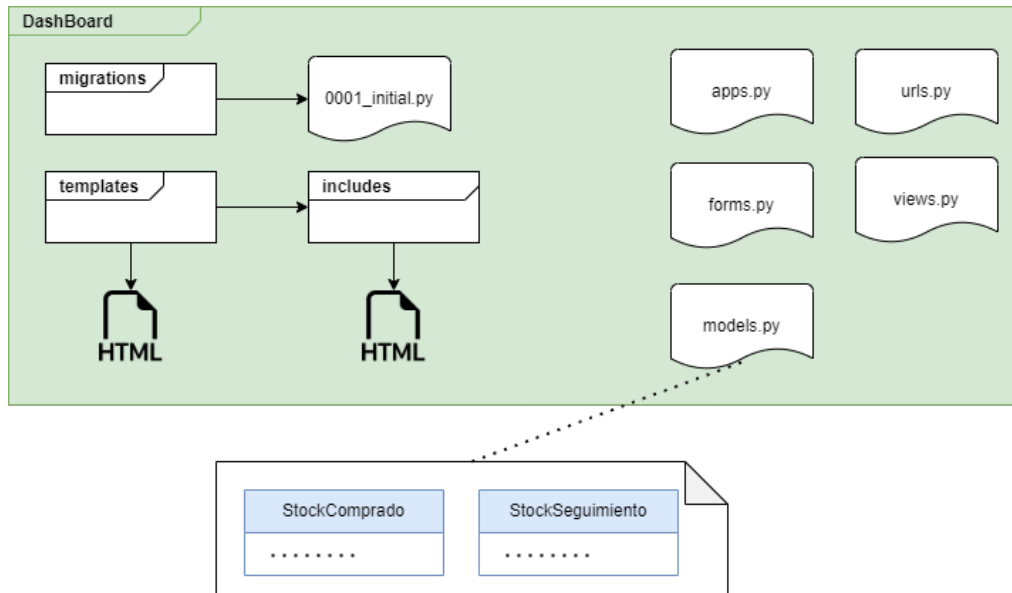 DashBoard
migrations
0001_initial.py
apps.py
urls.py
templates
includes
forms.py
views.py
HTML
HTML
models.py
StockComprado
StockSeguimiento
. . . . . . . .
. . . . . . . .